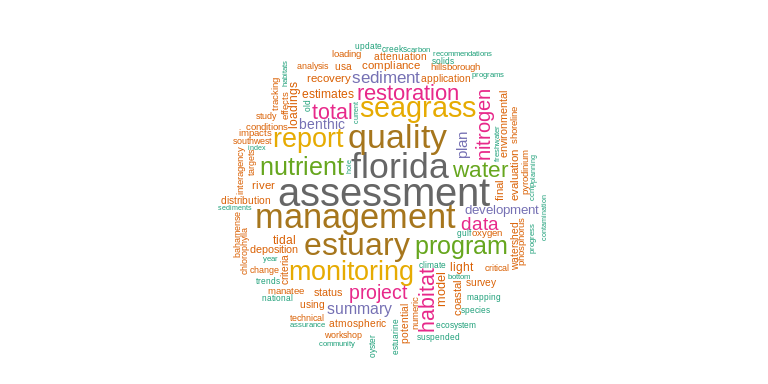 update
creeks
carbon
recommendations
loading
attenuation
solids
analysis
usa
compliance
hillsborough
programs
habitats
recovery
sediment
application
tracking
effects
loadings
estimates
restoration
old
total
current
seagrass
nitrogen
environmental
shoreline
study
conditions
benthic
impacts
southwest
index
report
quality
plan
freshwater
interagency
targets
nutrient
hole
florida
water
evaluation
pyrodinium
planning
ccmp
river
assessment
final
distribution
sediments
management
development
contamination
data
bahamense
chlorophyll
tidal
gulf
oxygen
watershed
phosphorus
progress
deposition
estuary
program
year
change
criteria
monitoring
climate
light
critical
trends
bottom
manatee
national
status
project
habitat
model
survey
coastal
mapping
using
summary
potential
numeric
species
technical
assurance
atmospheric
ecosystem
workshop
community
oyster
estuarine
suspended